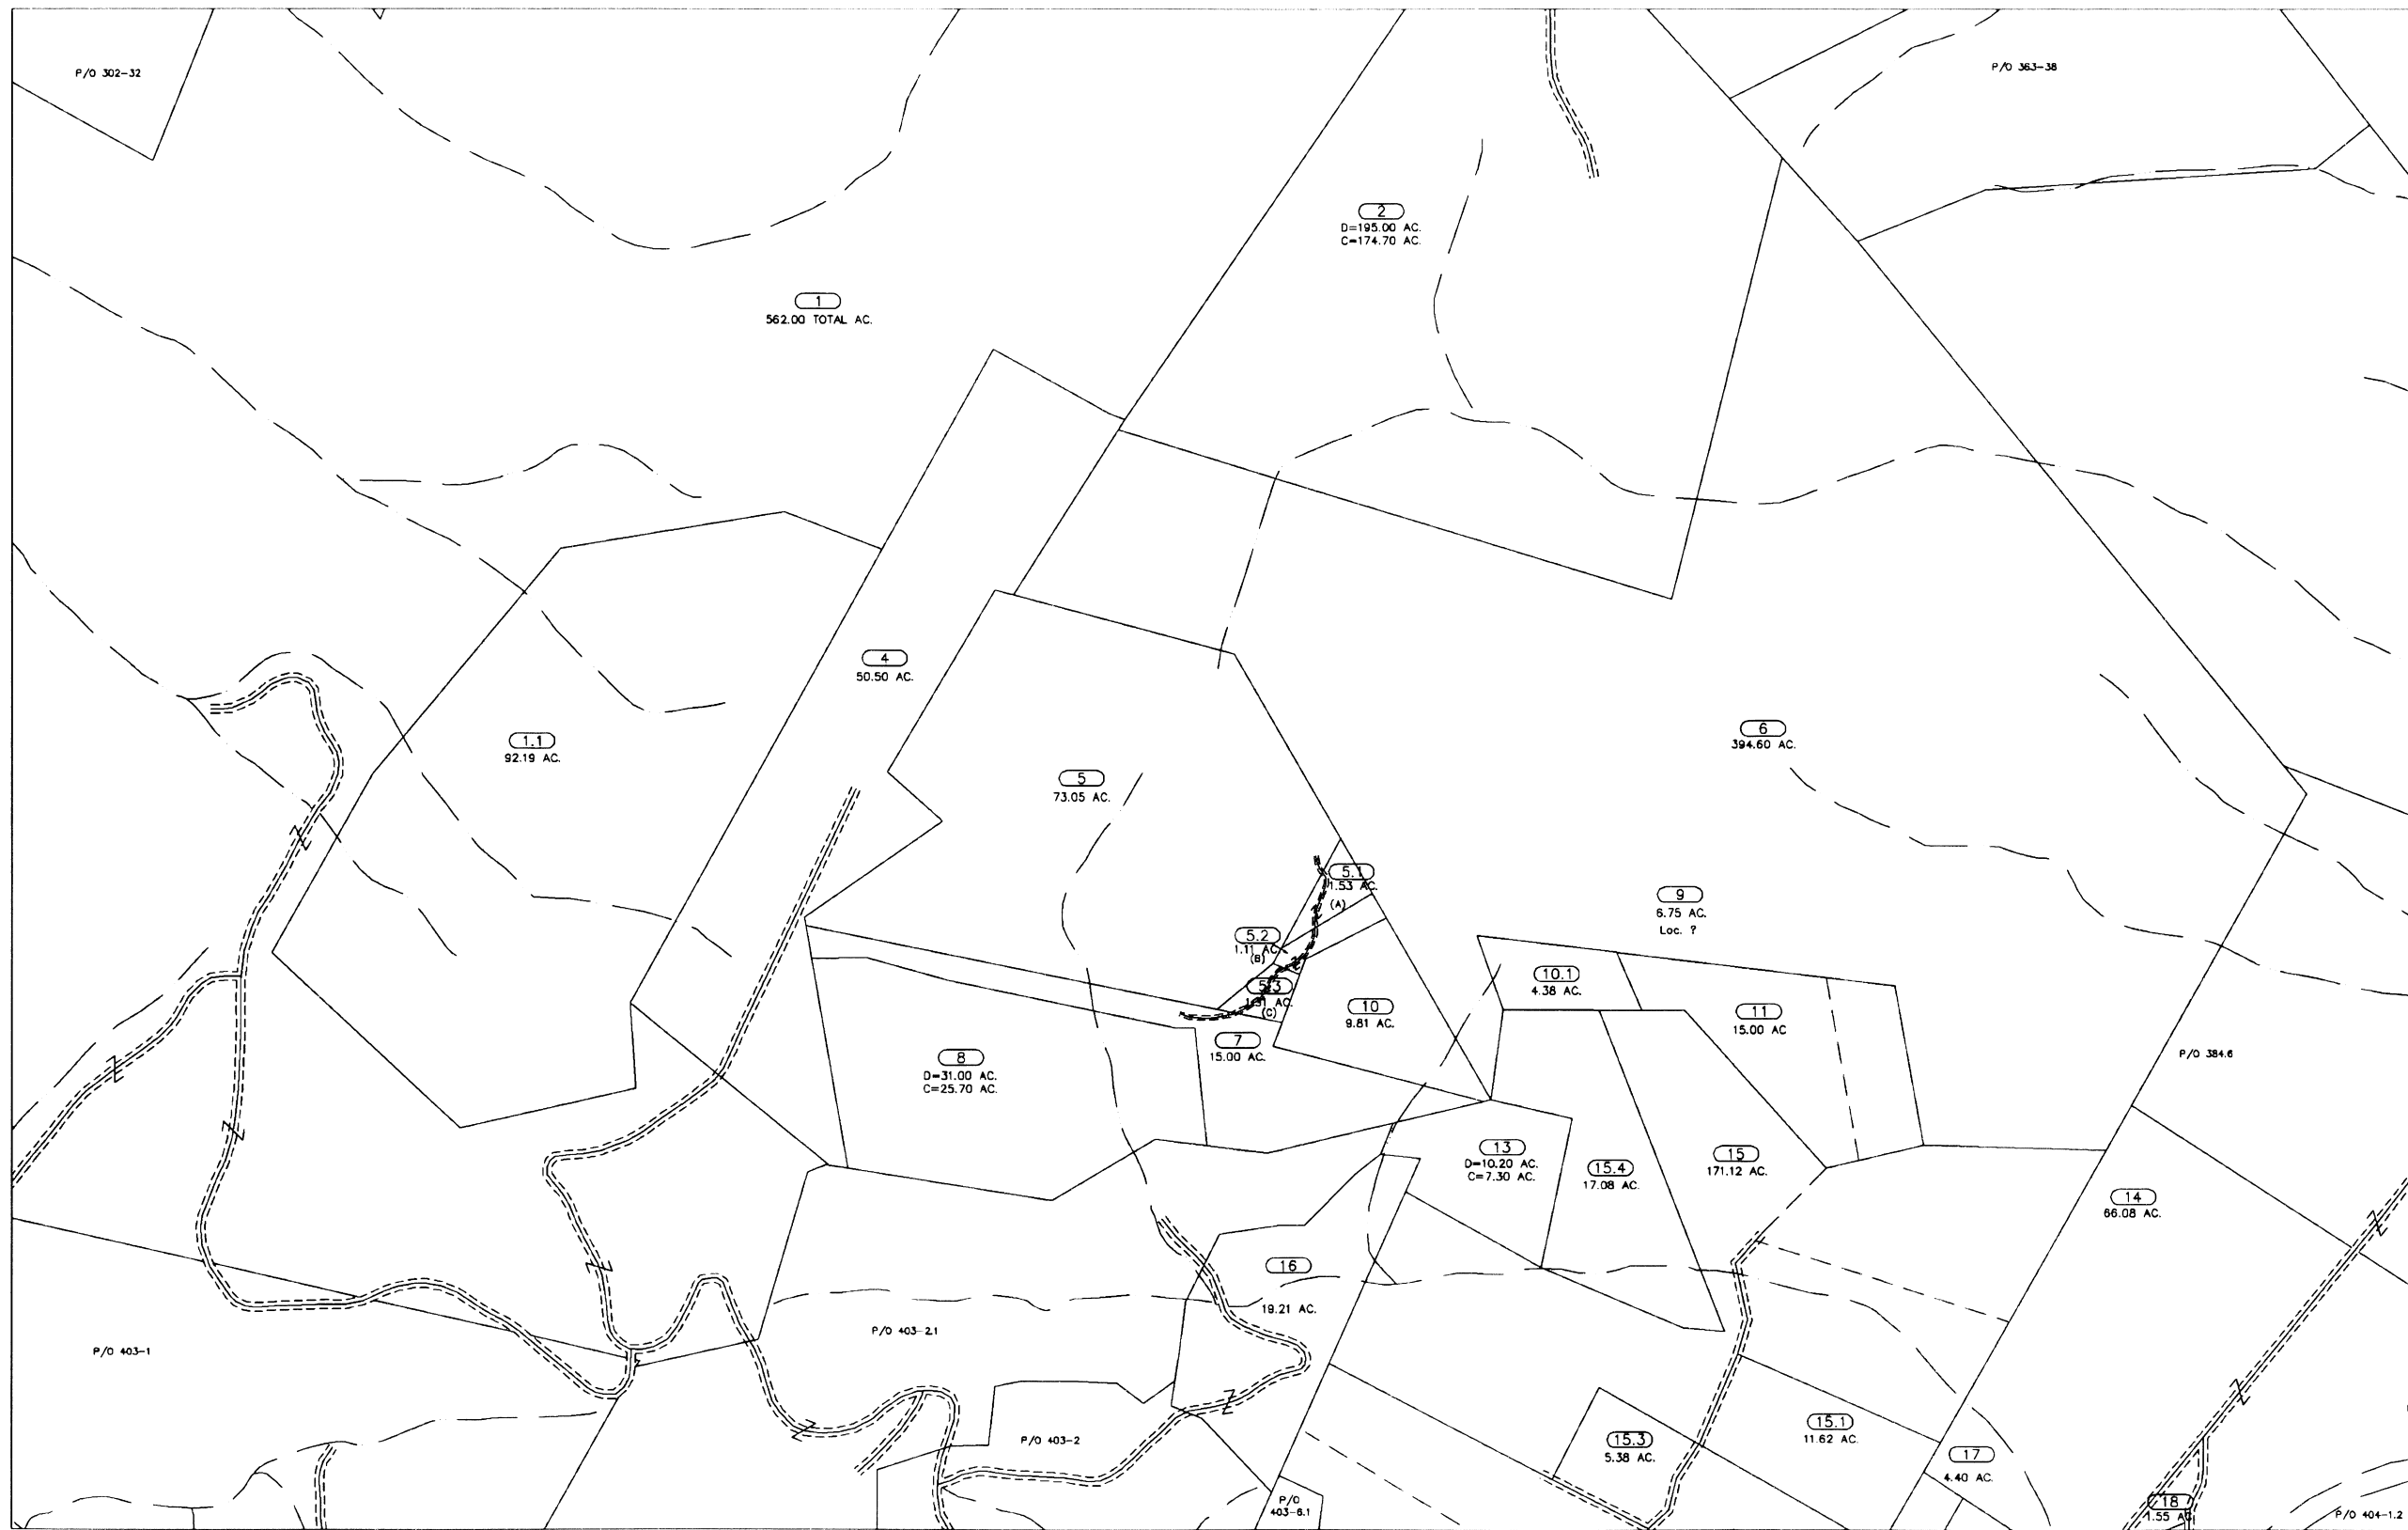 P/O 302-32
P/O 363-38
2
D=195.00 AC.
C=174.70 AC.
1
562.00 TOTAL AC.
4
50.50 AC.
6
394.60 AC.
1.1
92.19 AC.
5
73.05 AC.
5.1
1.53 AC.
(A)
9
6.75 AC.
Loc. ?
5.2
1.11 AC.
(B)
10.1
4.38 AC.
5.3
AC.
(C)
10
9.81 AC.
11
15.00 AC
7
15.00 AC.
8
D=31.00 AC.
C=25.70 AC.
P/O 384.6
13
D=10.20 AC.
C=7.30 AC.
15.4
17.08 AC.
15
171.12 AC.
14
66.08 AC.
16
19.21 AC.
P/O 403-2.1
P/O 403-1
15.1
11.62 AC.
15.3
5.38 AC.
P/O 403-2
17
4.40 AC.
P/O
403-6.1
18
1.55 AC
P/O 404-1.2